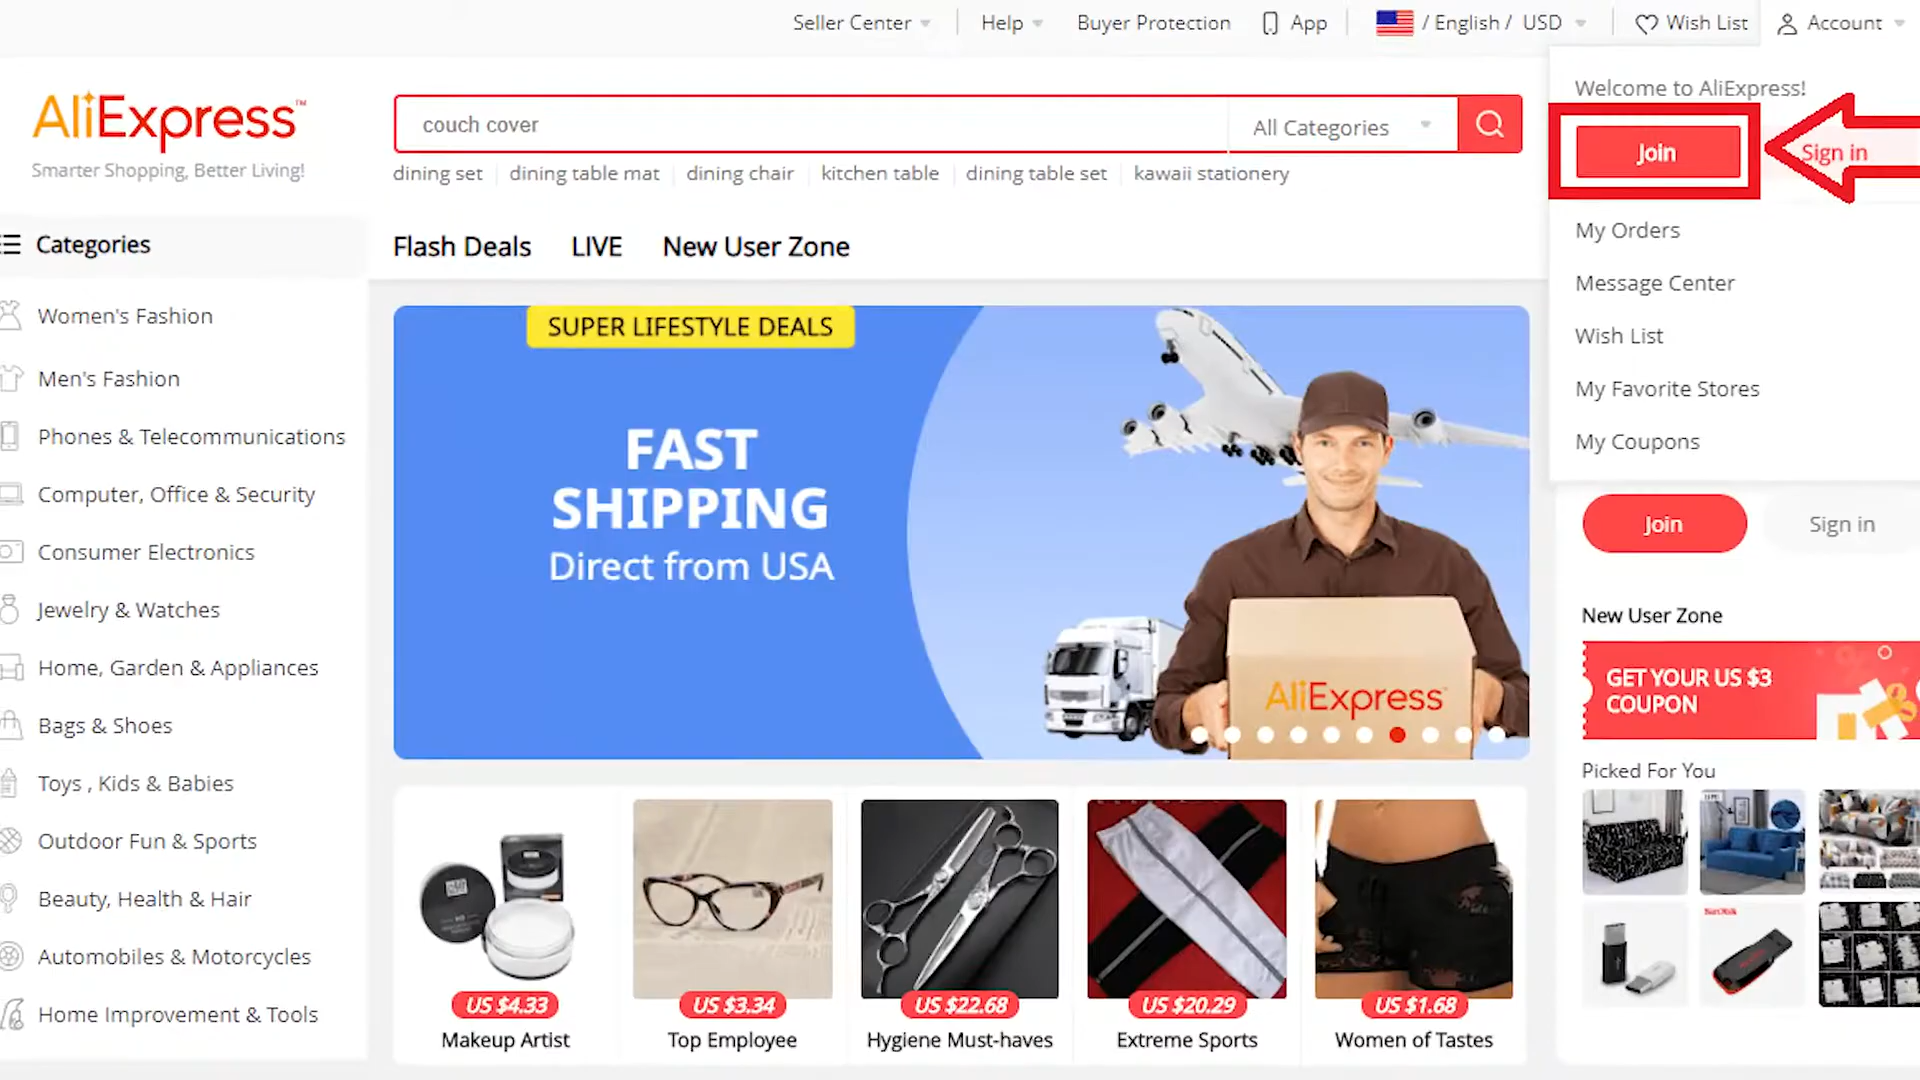 Seller Center
Help
Buyer Protection
App
/ English / USD
Wish List
Account
AliExpress™
Smarter Shopping, Better Living!
couch cover
All Categories
dining set
dining table mat
dining chair
kitchen table
dining table set
kawaii stationery
Welcome to AliExpress!
Join
Sign in
My Orders
Message Center
Wish List
My Favorite Stores
My Coupons
Categories
Flash Deals
LIVE
New User Zone
Women's Fashion
Men's Fashion
Phones & Telecommunications
Computer, Office & Security
Consumer Electronics
Jewelry & Watches
Home, Garden & Appliances
Bags & Shoes
Toys , Kids & Babies
Outdoor Fun & Sports
Beauty, Health & Hair
Automobiles & Motorcycles
Home Improvement & Tools
SUPER LIFESTYLE DEALS
FAST
SHIPPING
Direct from USA
AliExpress
Join
Sign in
New User Zone
GET YOUR US $3
COUPON
Picked For You
SanDisk
US $4.33
Makeup Artist
US $3.34
Top Employee
US $22.68
Hygiene Must-haves
US $20.29
Extreme Sports
US $1.68
Women of Tastes